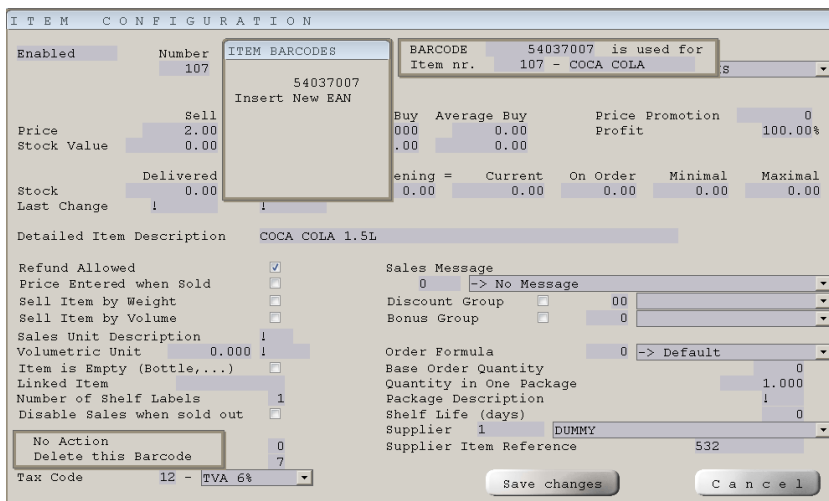 ITEM CONFIGURATION
Enabled Number ITEM BARCODES BARCODE 54037007 is used for
107 Item nr. 107 - COCA COLA
54037007
Insert New EAN
Sell Buy Average Buy Price Promotion 0
Price 2.00 000 0.00 Profit 100.00%
Stock Value 0.00 .00 0.00
Delivered ening = Current On Order Minimal Maximal
Stock 0.00 0.00 0.00 0.00 0.00 0.00
Last Change ! !
Detailed Item Description COCA COLA 1.5L
Refund Allowed Sales Message
Price Entered when Sold 0 -> No Message
Sell Item by Weight Discount Group 00
Sell Item by Volume Bonus Group 0
Sales Unit Description !
Volumetric Unit 0.000 ! Order Formula 0 -> Default
Item is Empty (Bottle,...) Base Order Quantity 0
Linked Item Quantity in One Package 1.000
Number of Shelf Labels 1 Package Description !
Disable Sales when sold out Shelf Life (days) 0
Supplier 1 DUMMY
No Action 0 Supplier Item Reference 532
Delete this Barcode 7
Tax Code 12 - TVA 6% Save changes Cancel